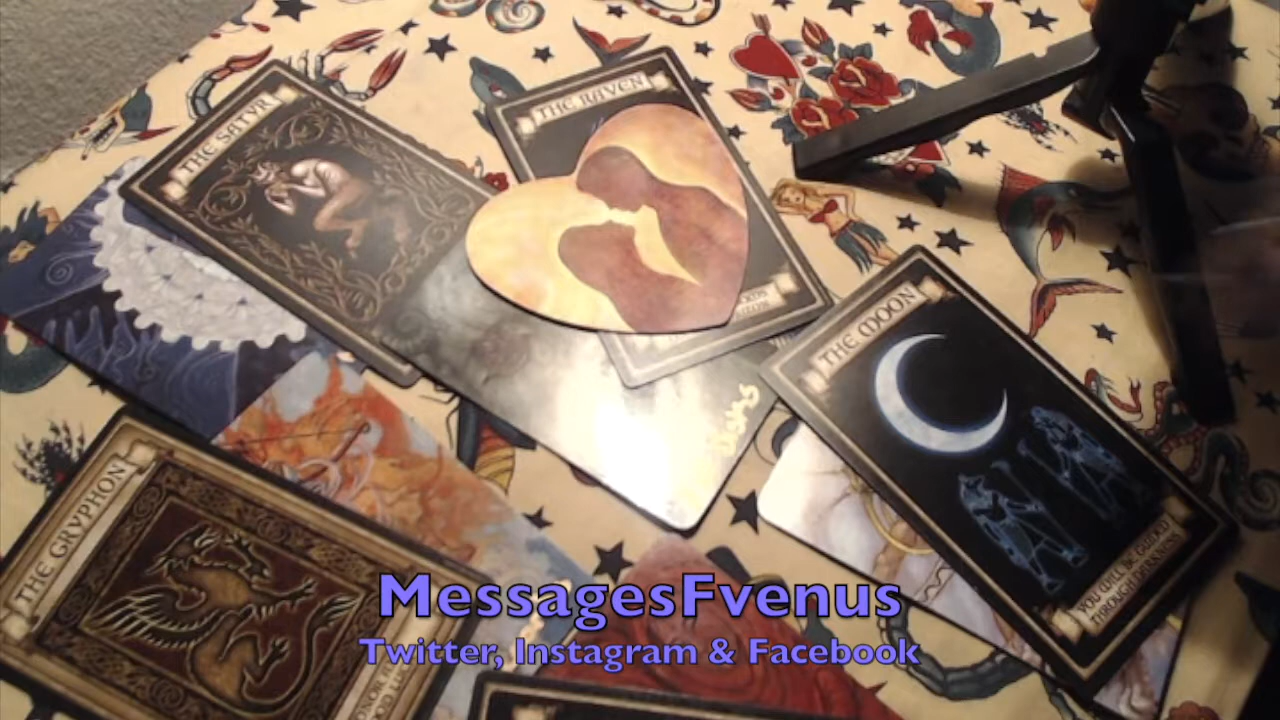 THE SATYR
THE RAVEN
THE MOON
YOU WILL BE GUIDED
THROUGH DARKNESS
THE GRYPHON
MessagesFvenus
Twitter, Instagram & Facebook